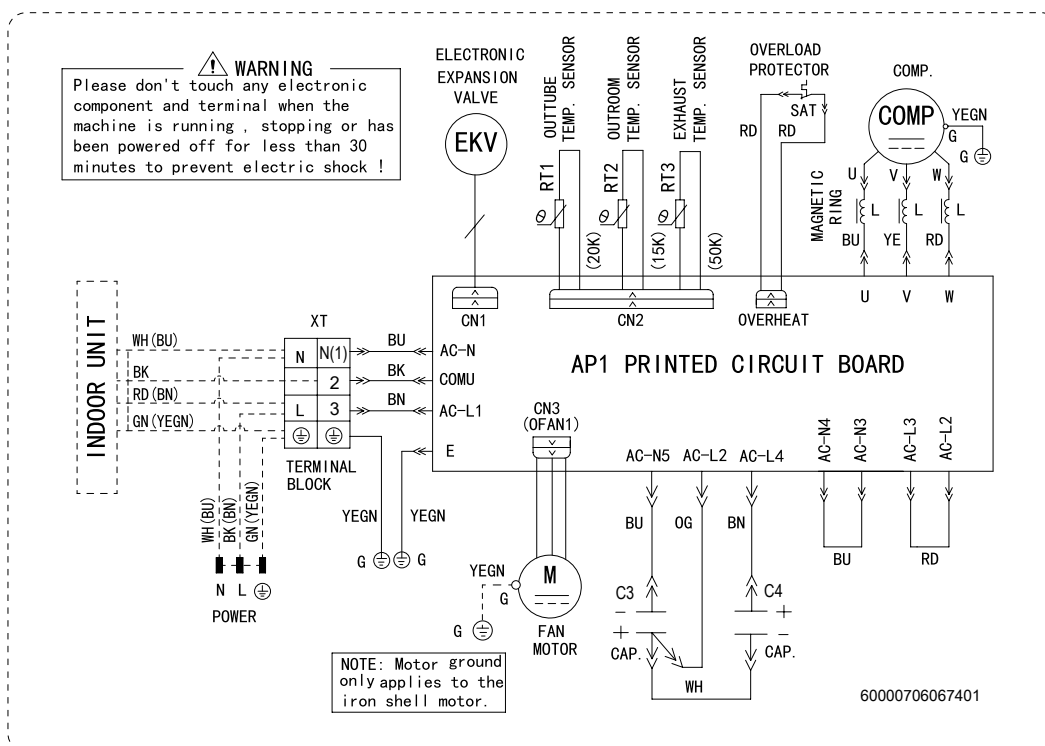 WARNING
Please don't touch any electronic
component and terminal when the
machine is running , stopping or has
been powered off for less than 30
minutes to prevent electric shock !
ELECTRONIC
EXPANSION
VALVE
EKV
OUTTUBE
TEMP. SENSOR
OUTROOM
TEMP. SENSOR
EXHAUST
TEMP. SENSOR
RT1
RT2
RT3
θ
θ
θ
(20K)
(15K)
(50K)
OVERLOAD
PROTECTOR
SAT
RD
RD
COMP.
COMP
YEGN
G
G
U
V
W
MAGNETIC
RING
L
L
L
BU
YE
RD
U
V
W
CN1
CN2
OVERHEAT
AP1 PRINTED CIRCUIT BOARD
INDOOR UNIT
WH(BU)
BK
RD(BN)
GN(YEGN)
XT
N
N(1)
2
L
3
TERMINAL
BLOCK
BU
BK
BN
AC-N
COMU
AC-L1
E
CN3
(OFAN1)
AC-N5
AC-L2
AC-L4
AC-N4
AC-N3
AC-L3
AC-L2
WH(BU)
BK(BN)
GN(YEGN)
N
L
POWER
YEGN
YEGN
G
G
YEGN
G
G
M
FAN
MOTOR
BU
OG
BN
BU
RD
C3
-
+
CAP.
C4
+
-
CAP.
WH
NOTE: Motor ground
only applies to the
iron shell motor.
60000706067401